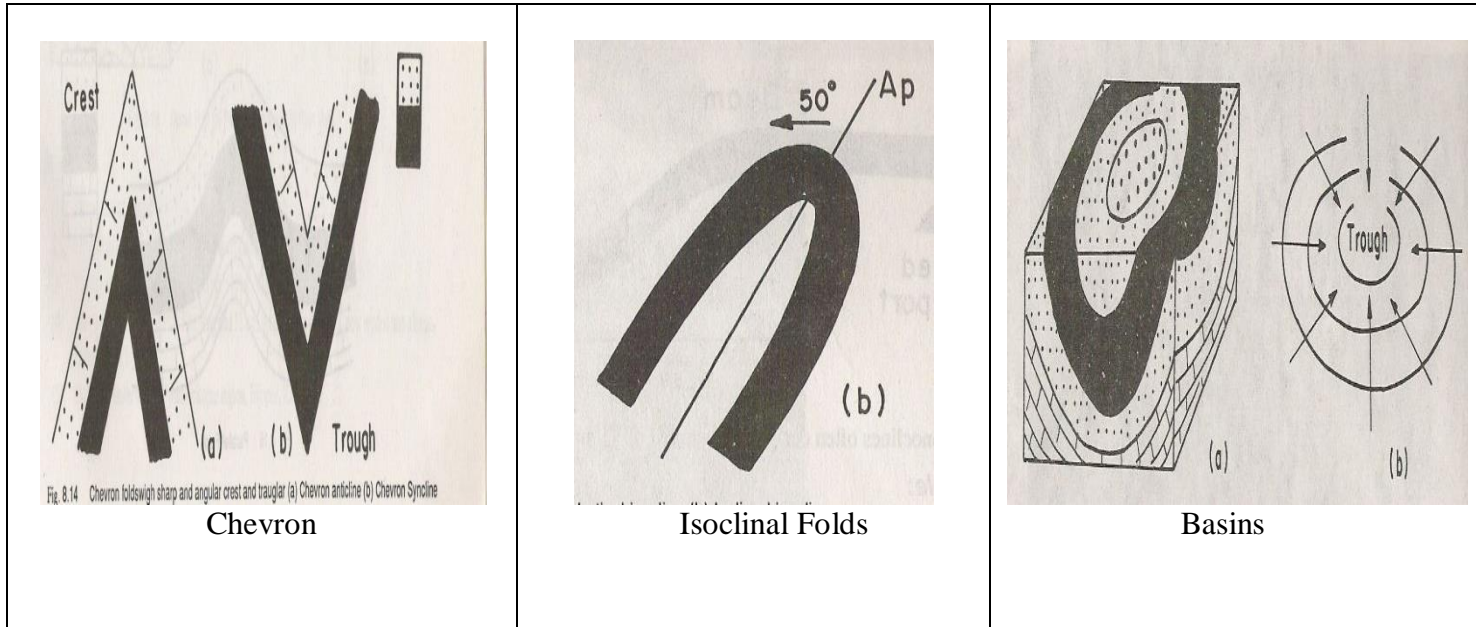 Crest
(a)
(b)
Trough
Fig. 8.14 Chevron foldswigh sharp and angular crest and trauglar (a) Chevron anticline (b) Chevron Syncline
Chevron
50°
Ap
(b)
Isoclinal Folds
Trough
(a)
(b)
Basins